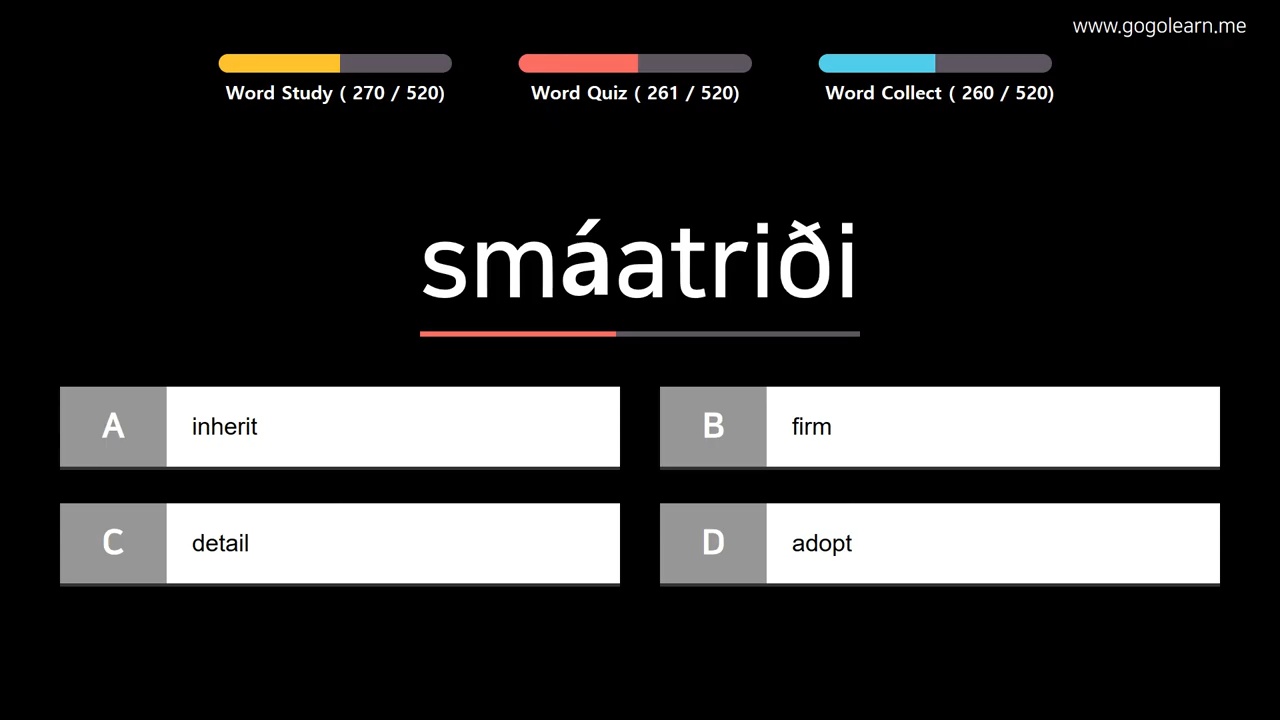 www.gogolearn.me
Word Study ( 270 / 520)
Word Quiz ( 261 / 520)
Word Collect ( 260 / 520)
smáatriði
A inherit
B firm
C detail
D adopt